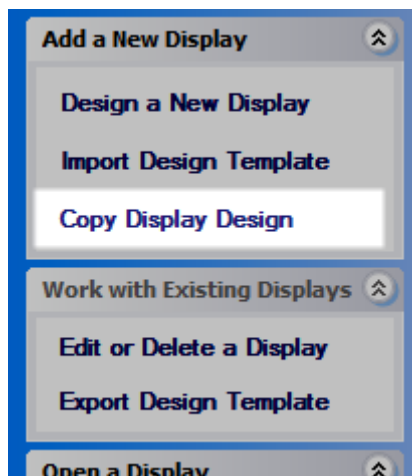 Add a New Display
Design a New Display
Import Design Template
Copy Display Design
Work with Existing Displays
Edit or Delete a Display
Export Design Template
Open a Display